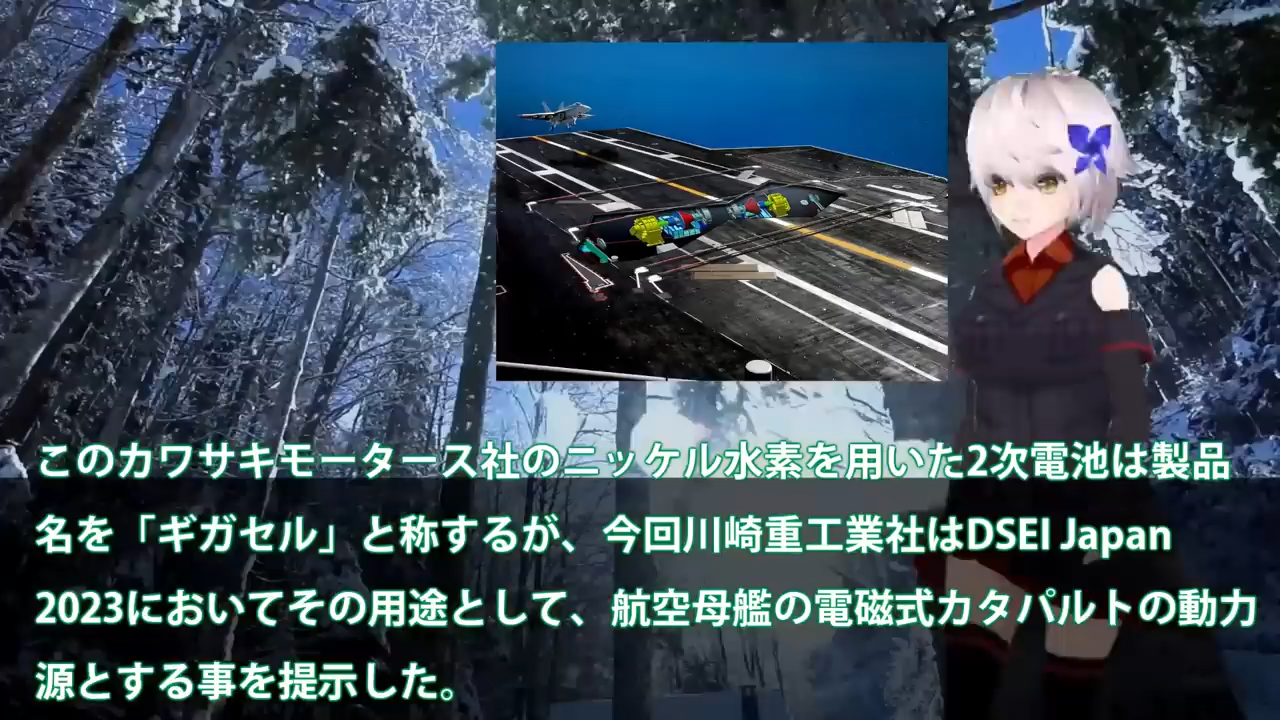 このカワサキモータース社のニッケル水素を用いた2次電池は製品
名を「ギガセル」と称するが、今回川崎重工業社はDSEI Japan
2023においてその用途として、航空母艦の電磁式カタパルトの動力
源とする事を提示した。